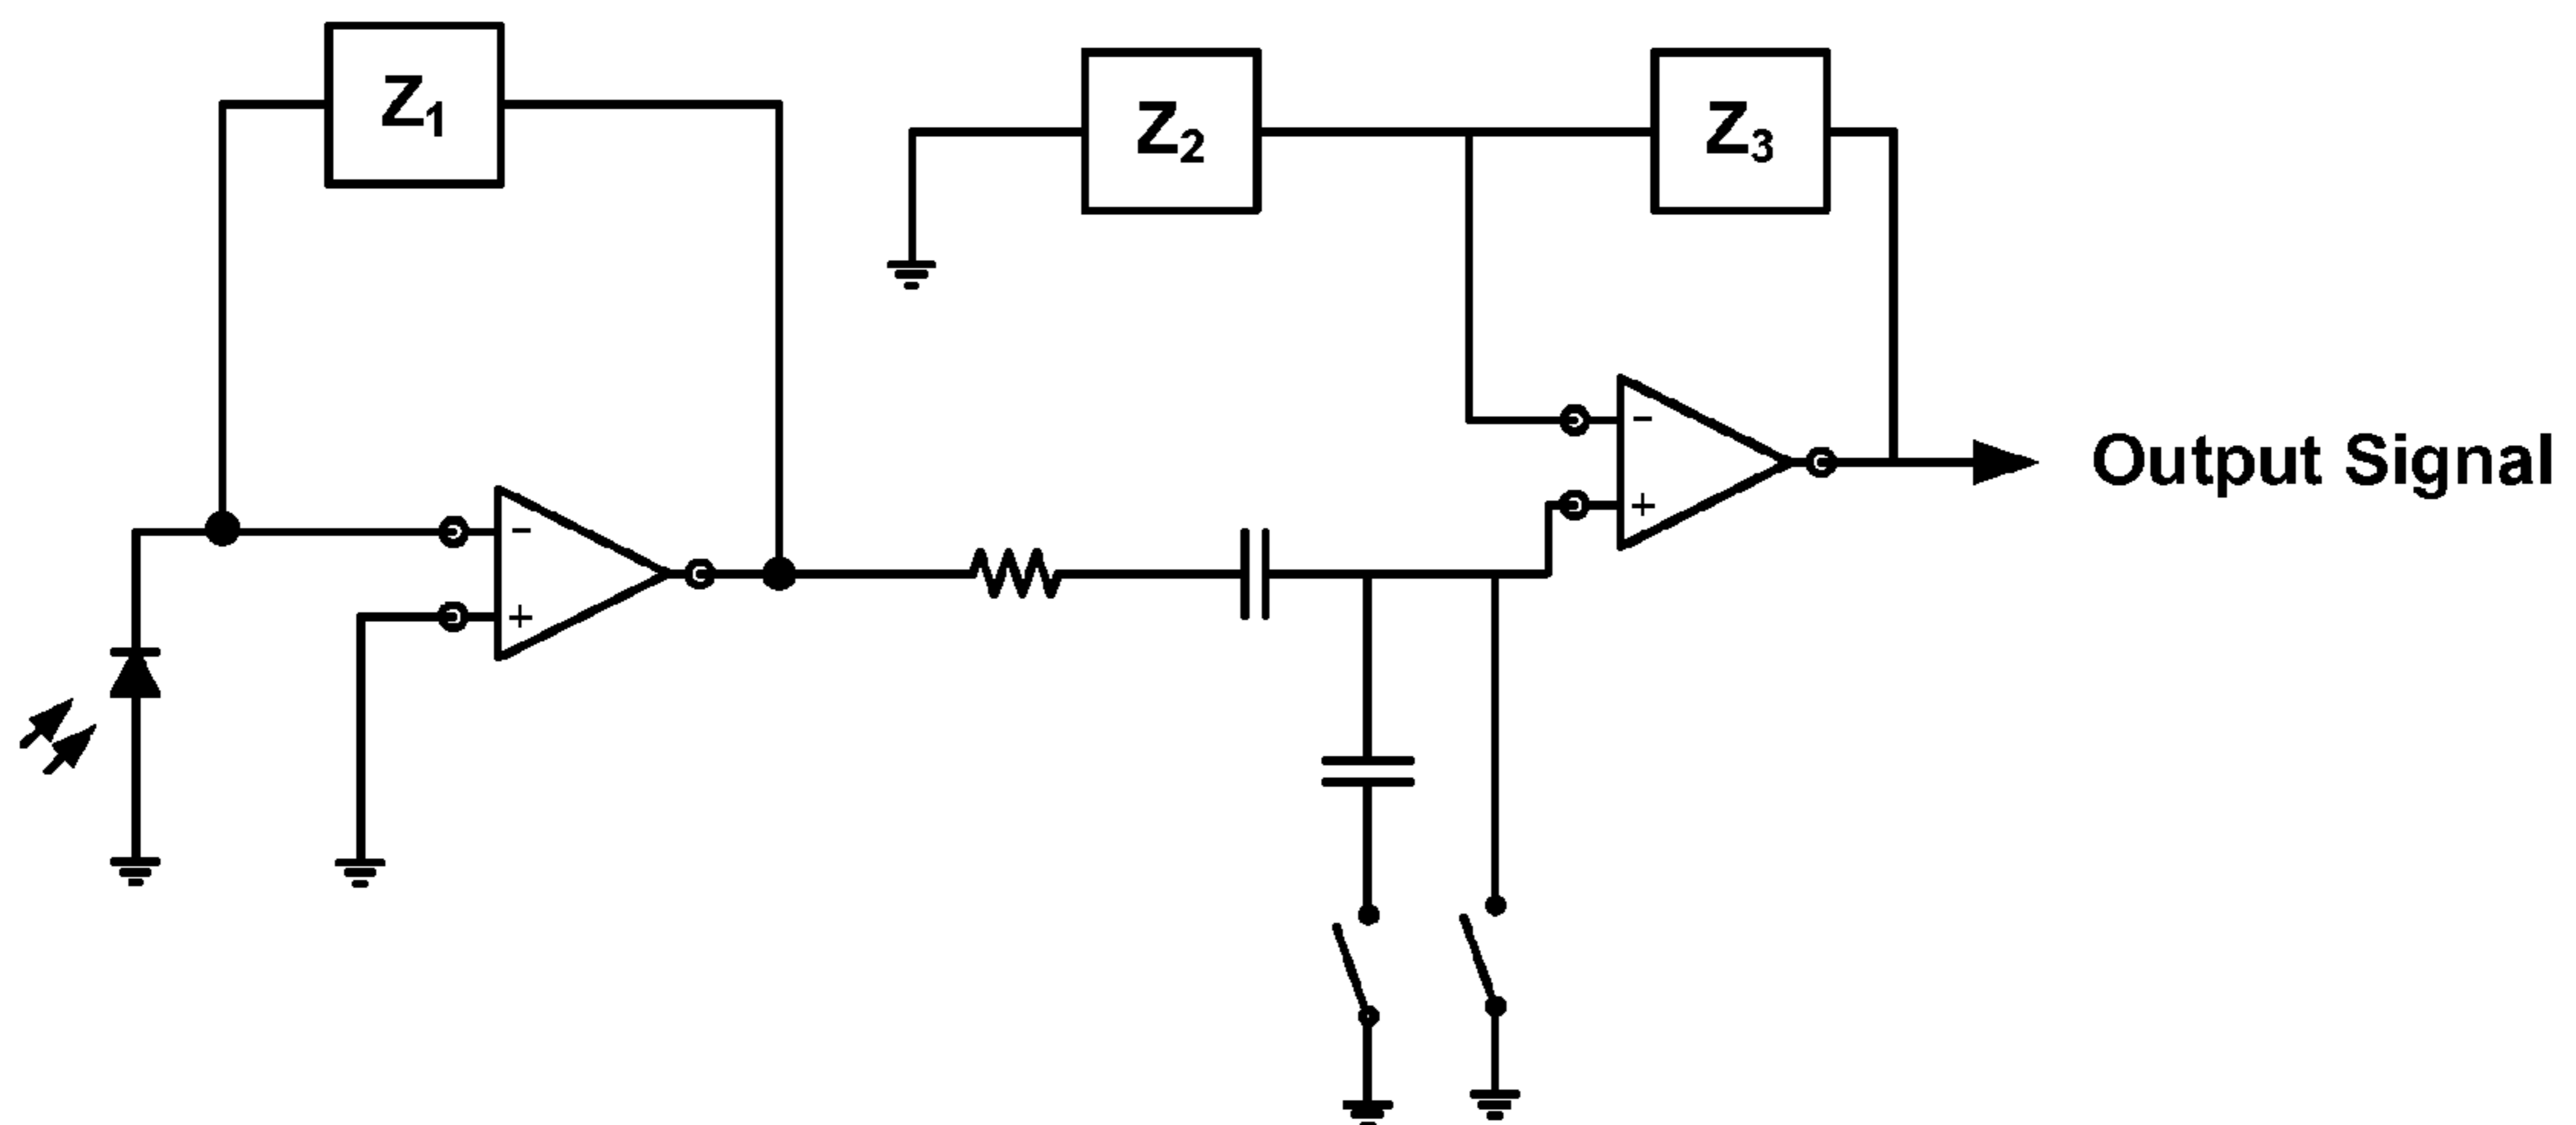 Z₁
Z₂
Z₃
-
+
-
+
Output Signal